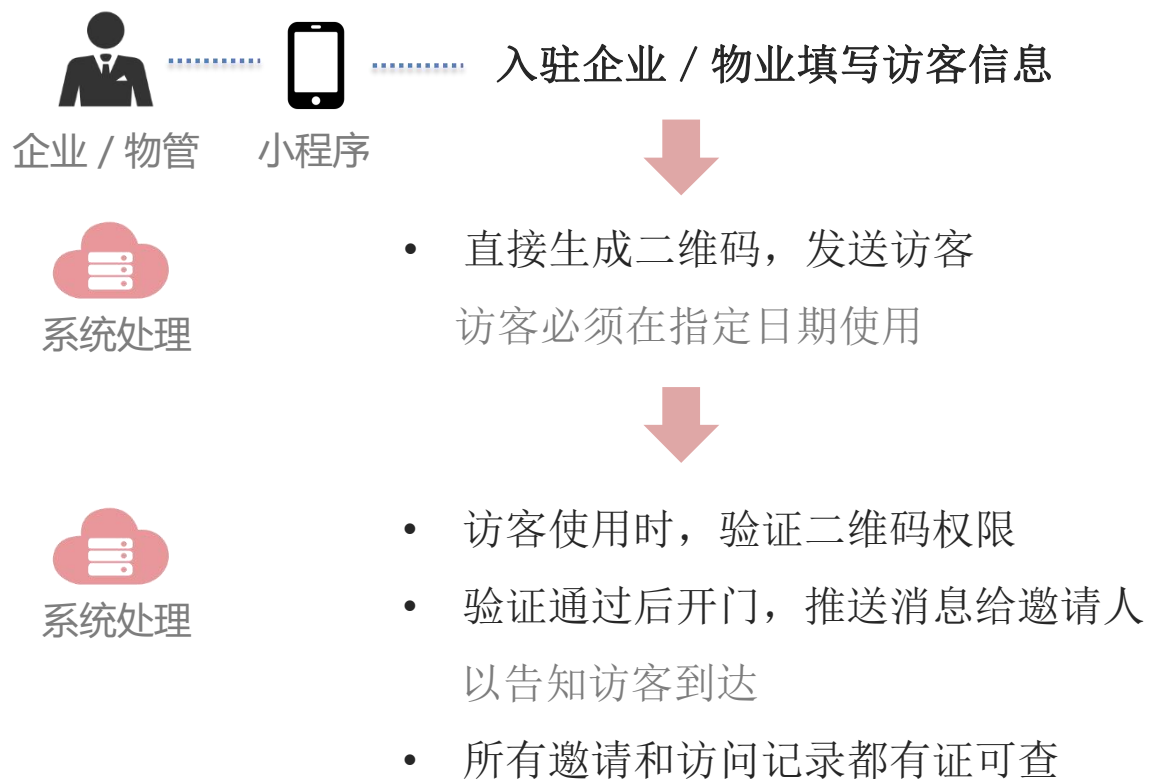 入驻企业 / 物业填写访客信息
企业 / 物管
小程序
• 直接生成二维码，发送访客
访客必须在指定日期使用
系统处理
• 访客使用时，验证二维码权限
• 验证通过后开门，推送消息给邀请人
以告知访客到达
系统处理
• 所有邀请和访问记录都有证可查